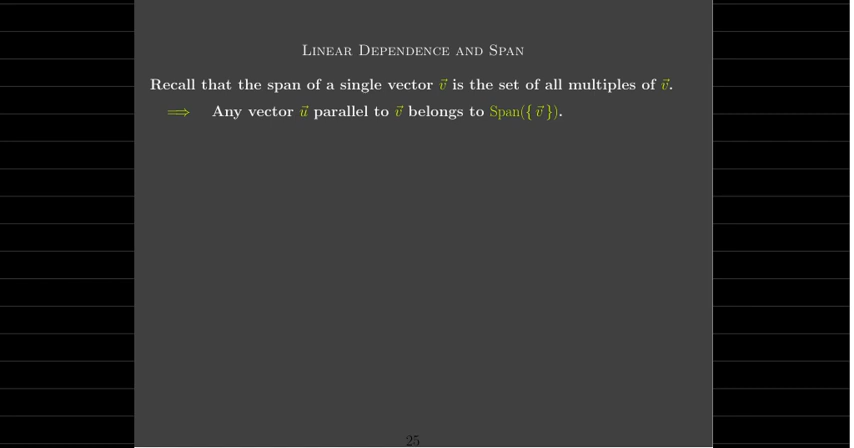 Linear Dependence and Span
Recall that the span of a single vector v⃗ is the set of all multiples of v⃗.
⟹ Any vector u⃗ parallel to v⃗ belongs to Span({ v⃗ }).
25